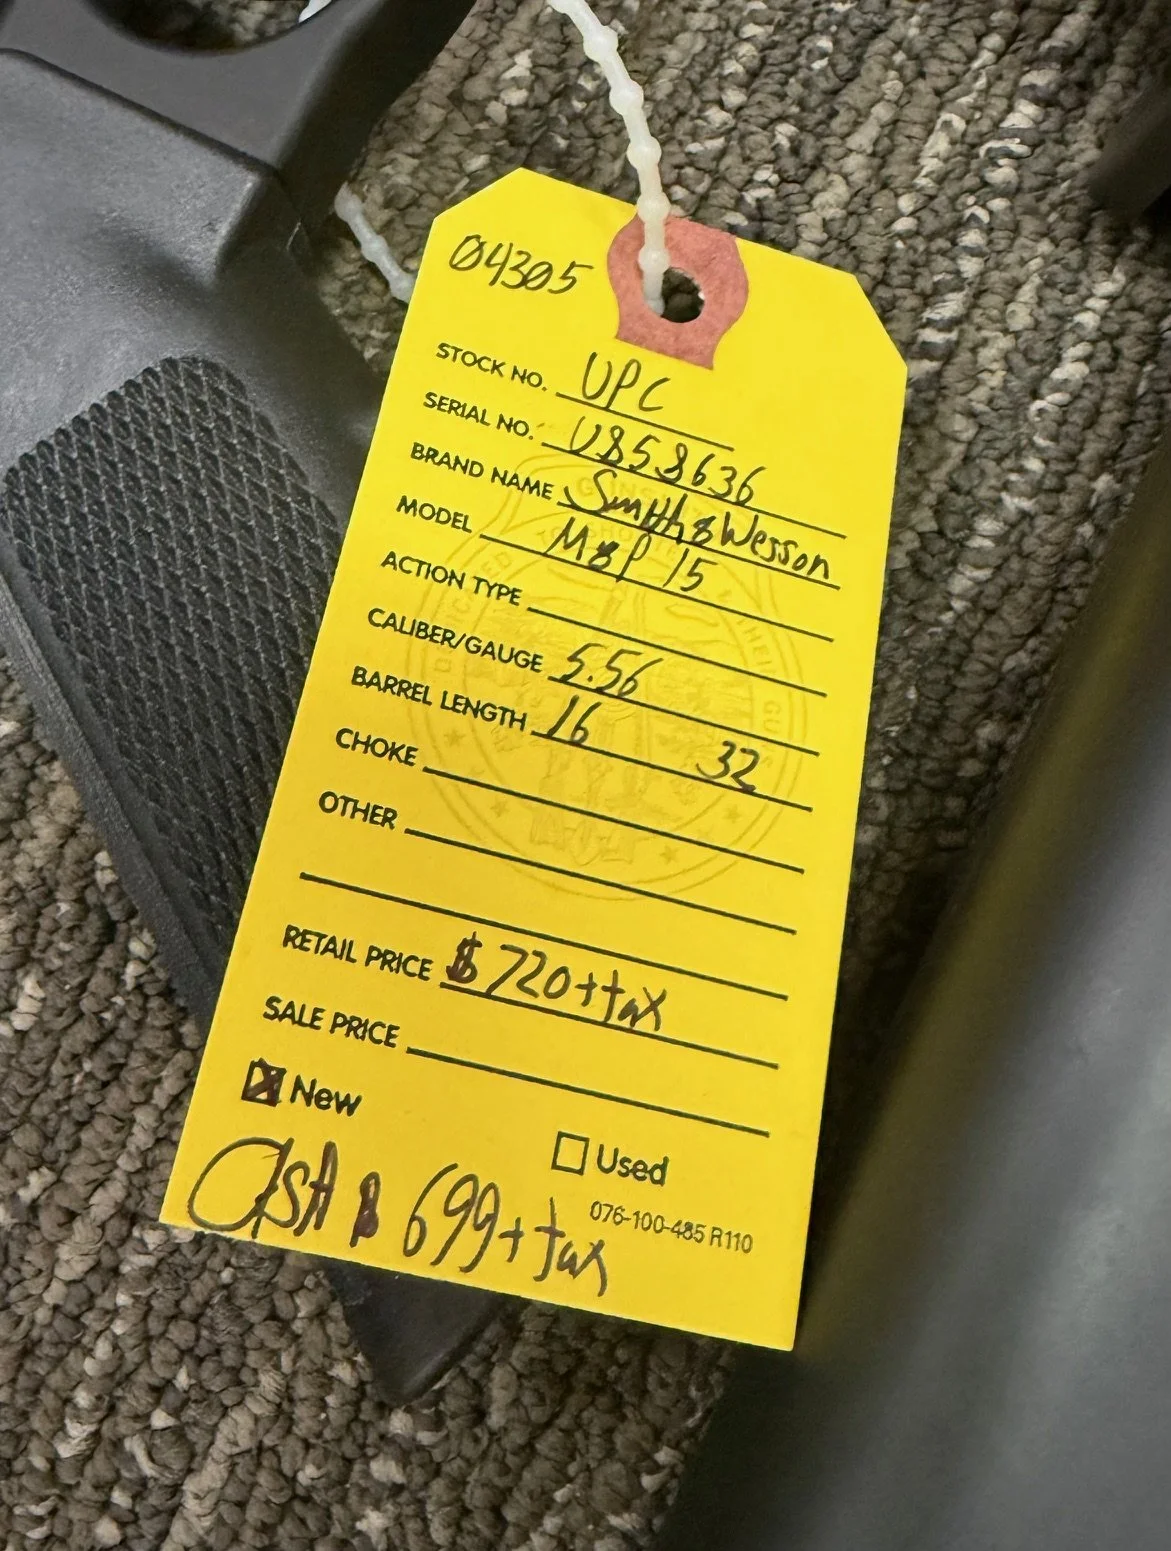 04305
STOCK NO. UPC
SERIAL NO. U858636
BRAND NAME Smith & Wesson
MODEL M&P 15
ACTION TYPE
CALIBER/GAUGE 5.56
BARREL LENGTH 16 32
CHOKE
OTHER
RETAIL PRICE $720+tax
SALE PRICE
New
Used
CASH $ 699+tax
076-100-485 R110